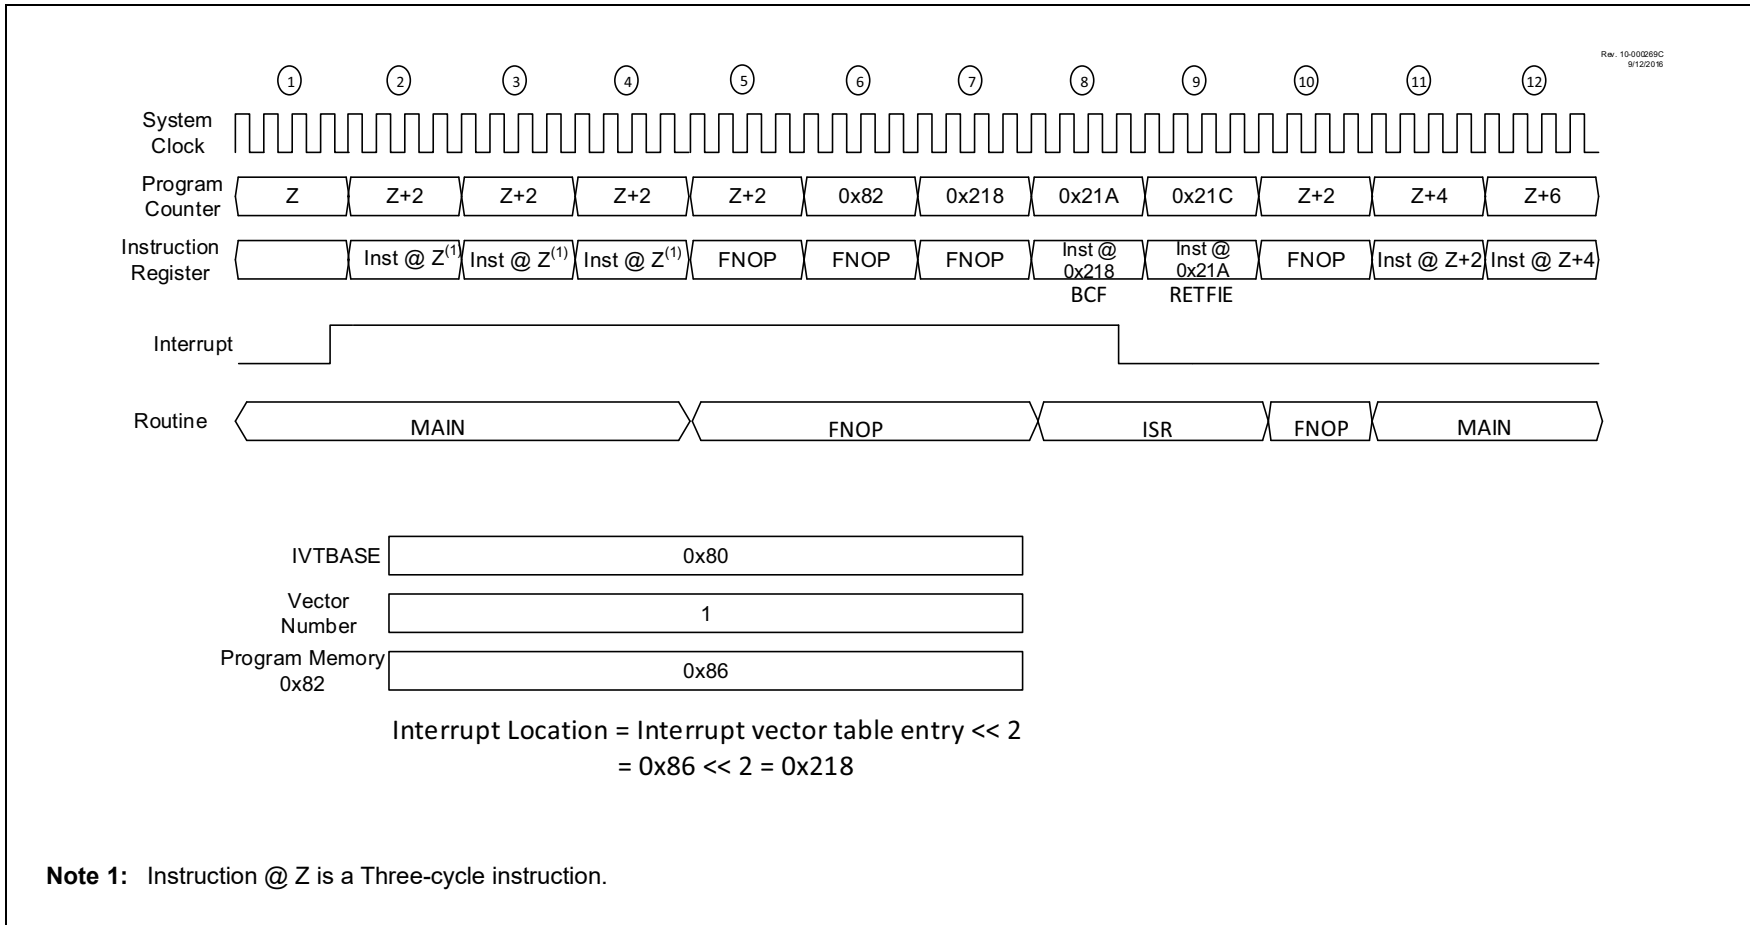 Rev. 10-000269C
9/12/2016
1 2 3 4 5 6 7 8 9 10 11 12
System
Clock
Program
Counter
Z Z+2 Z+2 Z+2 Z+2 0x82 0x218 0x21A 0x21C Z+2 Z+4 Z+6
Instruction
Register
Inst @ Z(1) Inst @ Z(1) Inst @ Z(1) FNOP FNOP FNOP Inst @ 0x218 Inst @ 0x21A FNOP Inst @ Z+2 Inst @ Z+4
BCF RETFIE
Interrupt
Routine MAIN FNOP ISR FNOP MAIN
IVTBASE 0x80
Vector
Number
1
Program Memory
0x82
0x86
Interrupt Location = Interrupt vector table entry << 2
= 0x86 << 2 = 0x218
Note 1: Instruction @ Z is a Three-cycle instruction.